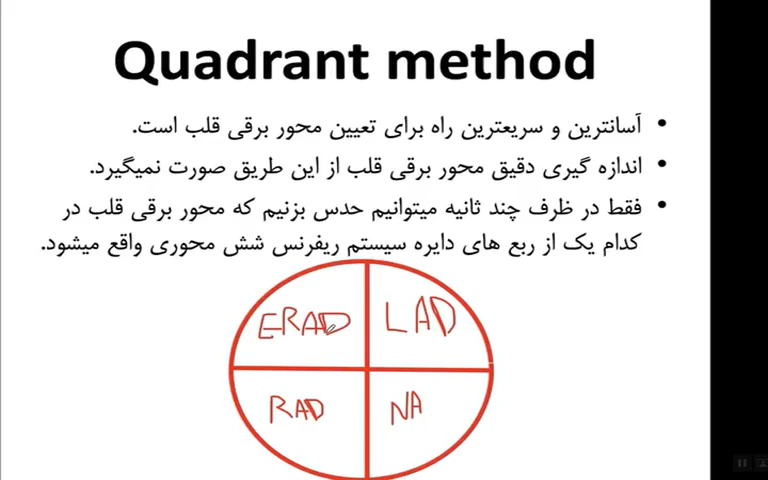 Quadrant method
• آسانترین و سریعترین راه برای تعیین محور برقی قلب است.
• اندازه گیری دقیق محور برقی قلب از این طریق صورت نمیگیرد.
• فقط در ظرف چند ثانیه میتوانیم حدس بزنیم که محور برقی قلب در
کدام یک از ربع های دایره سیستم ریفرنس شش محوری واقع میشود.
ERAD LAD
RAD NA